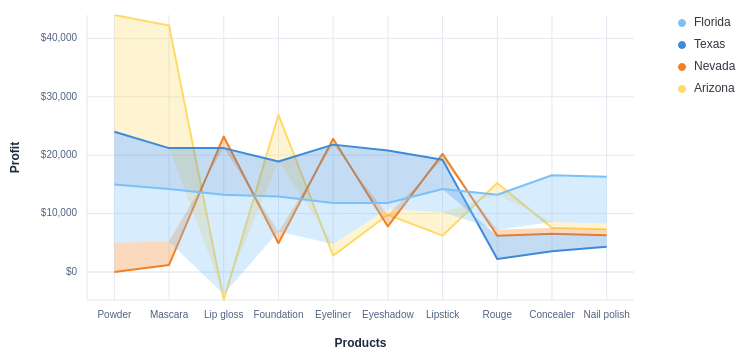 Florida
Texas
Nevada
Arizona
$40,000
$30,000
$20,000
$10,000
$0
Profit
Powder Mascara Lip gloss Foundation Eyeliner Eyeshadow Lipstick Rouge Concealer Nail polish
Products